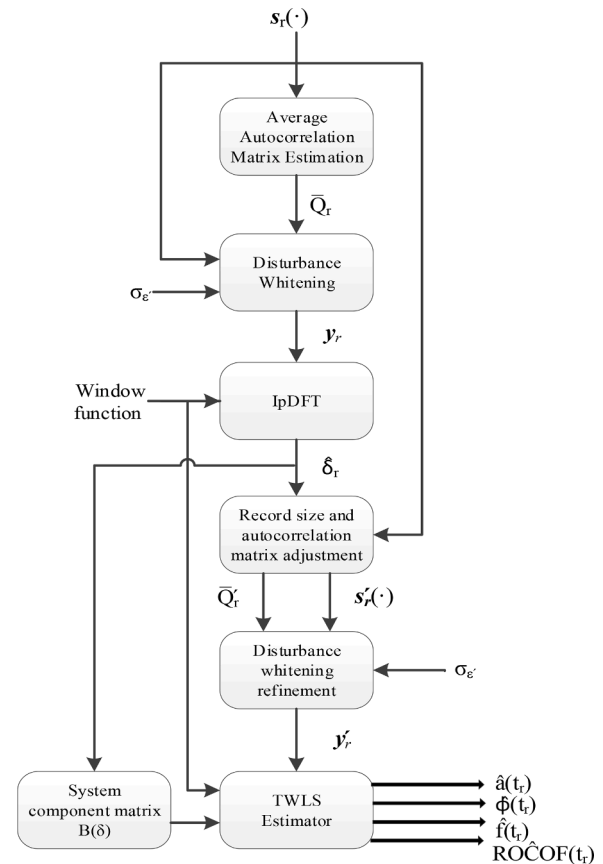 s_r(·)
Average
Autocorrelation
Matrix Estimation
Q̅_r
Disturbance
Whitening
σ_ε′
y_r
Window
function
IpDFT
δ̂_r
Record size and
autocorrelation
matrix adjustment
Q̅′_r
s′_r(·)
Disturbance
whitening
refinement
σ_ε′
y′_r
System
component matrix
B(δ)
TWLS
Estimator
â(t_r)
φ̂(t_r)
f̂(t_r)
ROĈOF(t_r)